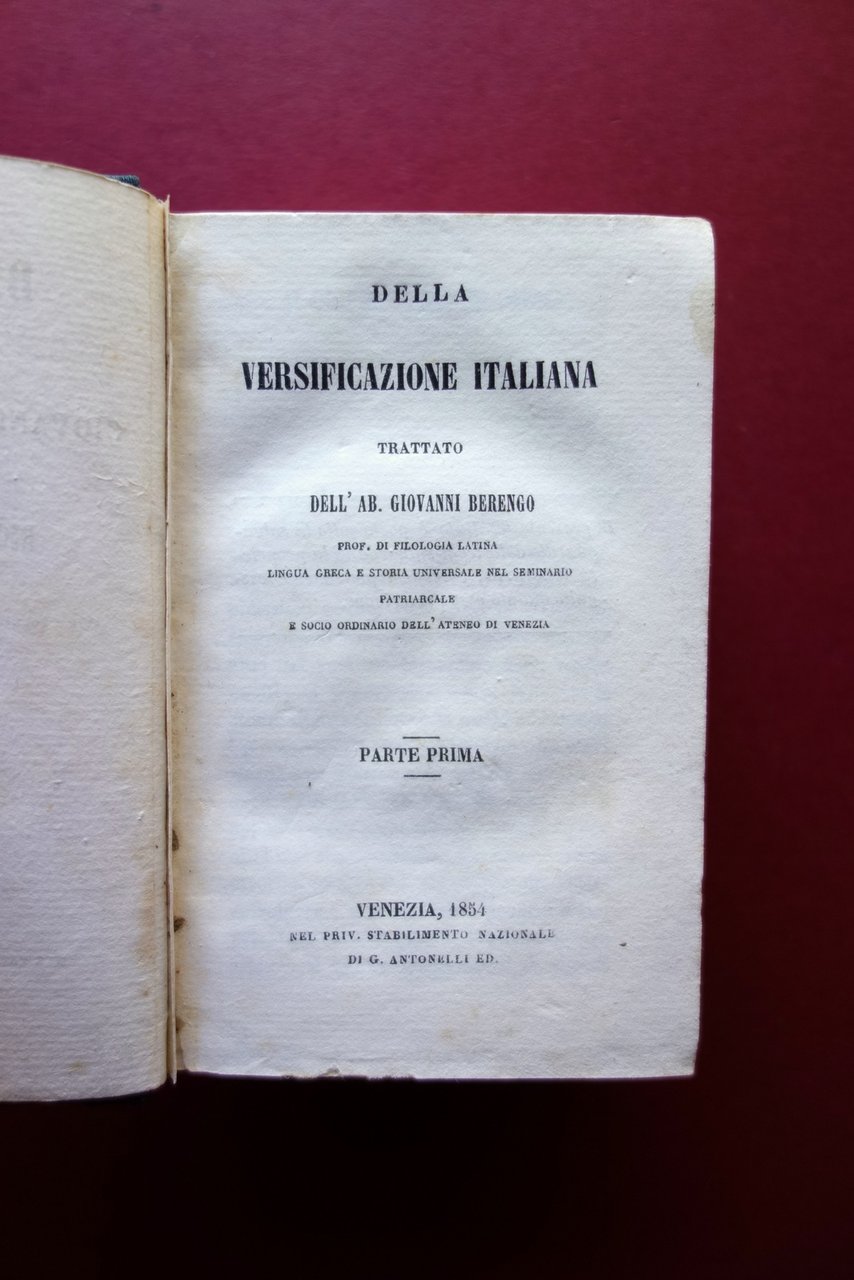 DELLA
VERSIFICAZIONE ITALIANA
TRATTATO
DELL' AB. GIOVANNI BERENGO
PROF. DI FILOLOGIA LATINA
LINGUA GRECA E STORIA UNIVERSALE NEL SEMINARIO
PATRIARCALE
E SOCIO ORDINARIO DELL' ATENEO DI VENEZIA
PARTE PRIMA
VENEZIA, 1854
NEL PRIV. STABILIMENTO NAZIONALE
DI G. ANTONELLI ED.